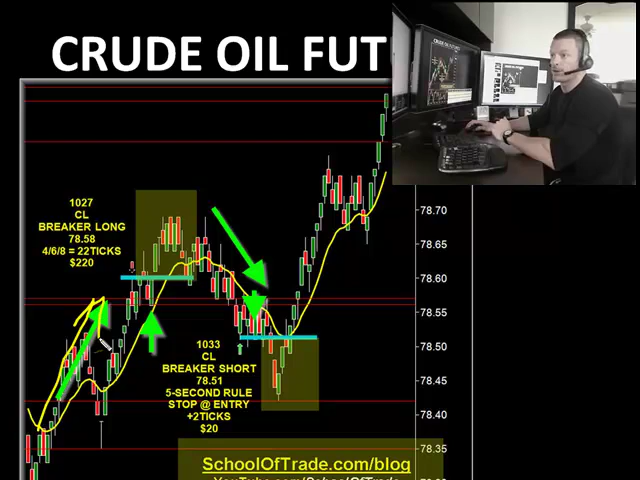 CRUDE OIL FUT
1027
CL
BREAKER LONG
78.58
4/6/8 = 22TICKS
$220
1033
CL
BREAKER SHORT
78.51
5-SECOND RULE
STOP @ ENTRY
+2TICKS
$20
78.70
78.65
78.60
78.55
78.50
78.45
78.40
78.35
SchoolOfTrade.com/blog